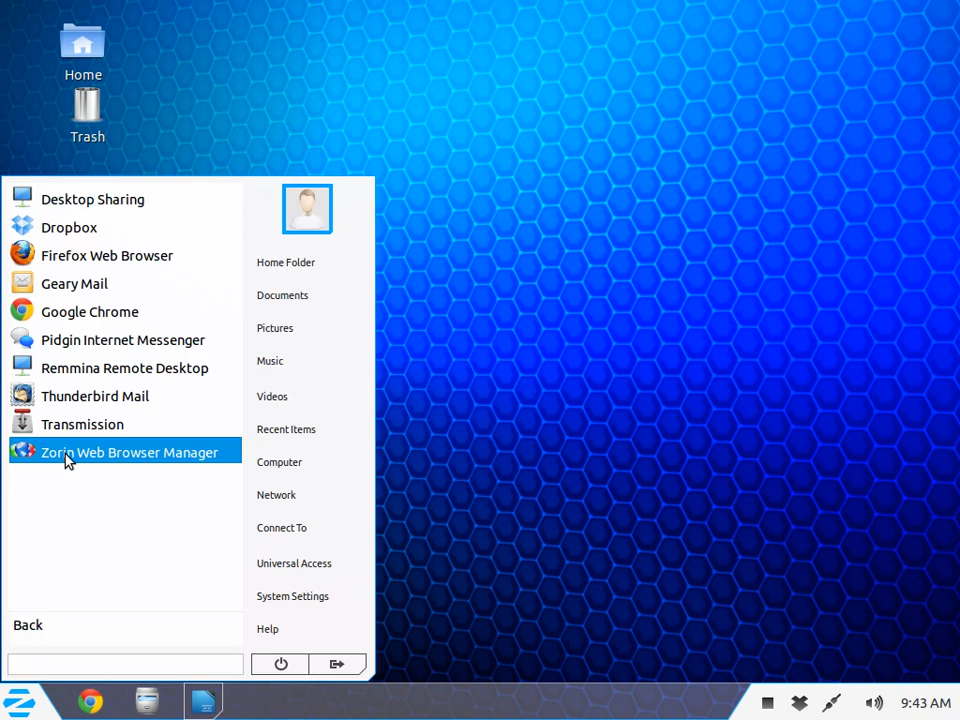 Home
Trash
Desktop Sharing
Dropbox
Firefox Web Browser
Geary Mail
Google Chrome
Pidgin Internet Messenger
Remmina Remote Desktop
Thunderbird Mail
Transmission
Zorin Web Browser Manager
Back
Home Folder
Documents
Pictures
Music
Videos
Recent Items
Computer
Network
Connect To
Universal Access
System Settings
Help
9:43 AM